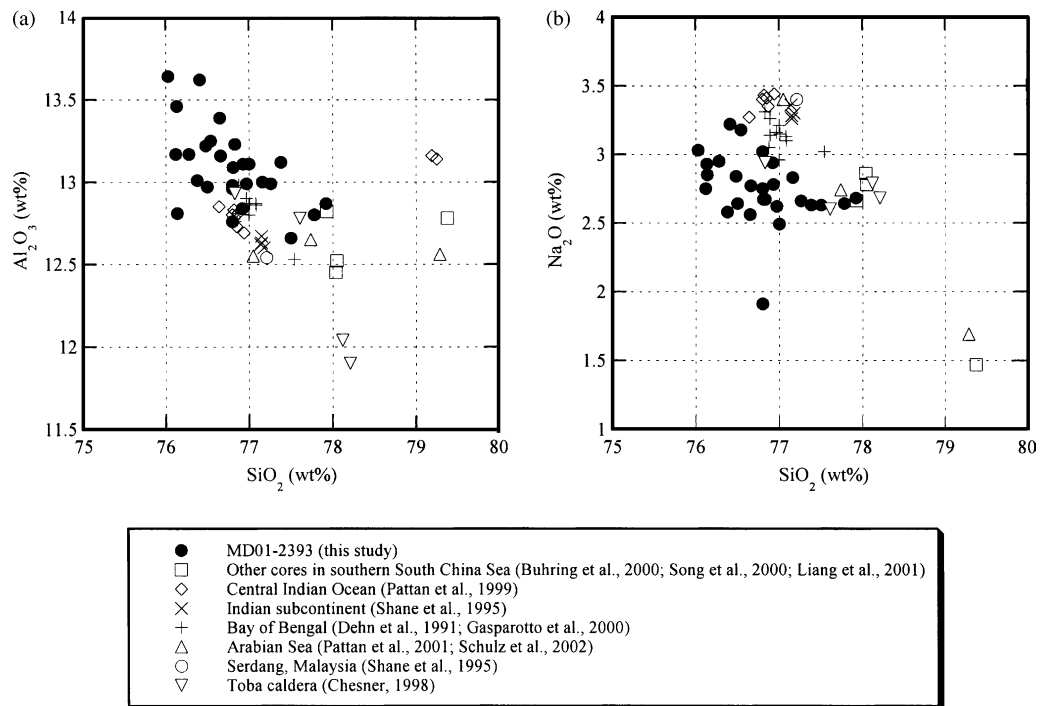 (a)
14
13.5
13
12.5
12
11.5
Al2O3 (wt%)
75 76 77 78 79 80
SiO2 (wt%)
(b)
4
3.5
3
2.5
2
1.5
1
Na2O (wt%)
75 76 77 78 79 80
SiO2 (wt%)
MD01-2393 (this study)
Other cores in southern South China Sea (Buhring et al., 2000; Song et al., 2000; Liang et al., 2001)
Central Indian Ocean (Pattan et al., 1999)
Indian subcontinent (Shane et al., 1995)
Bay of Bengal (Dehn et al., 1991; Gasparotto et al., 2000)
Arabian Sea (Pattan et al., 2001; Schulz et al., 2002)
Serdang, Malaysia (Shane et al., 1995)
Toba caldera (Chesner, 1998)